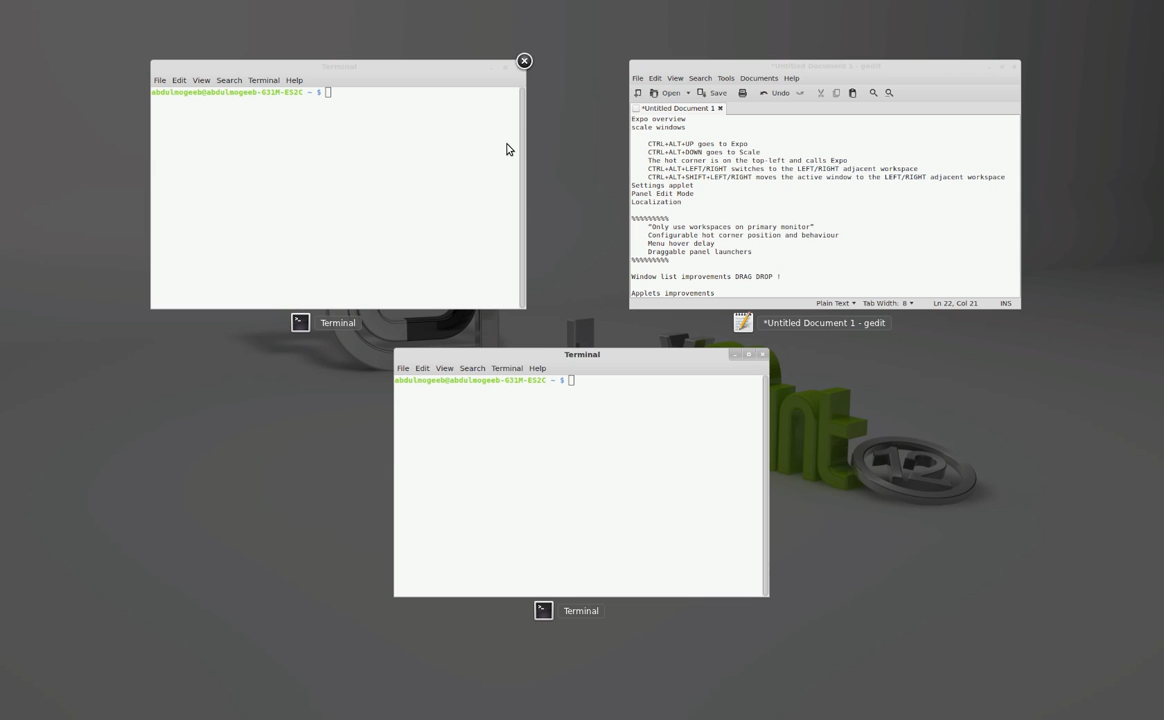 Terminal
File Edit View Search Terminal Help
abdulmogeeb@abdulmogeeb-G31M-ES2C ~ $
Terminal
*Untitled Document 1 - gedit
File Edit View Search Tools Documents Help
Open Save Undo
*Untitled Document 1
Expo overview
scale windows
CTRL+ALT+UP goes to Expo
CTRL+ALT+DOWN goes to Scale
The hot corner is on the top-left and calls Expo
CTRL+ALT+LEFT/RIGHT switches to the LEFT/RIGHT adjacent workspace
CTRL+ALT+SHIFT+LEFT/RIGHT moves the active window to the LEFT/RIGHT adjacent workspace
Settings applet
Panel Edit Mode
Localization
%%%%%%%%%
“Only use workspaces on primary monitor”
Configurable hot corner position and behaviour
Menu hover delay
Draggable panel launchers
%%%%%%%%%
Window list improvements DRAG DROP !
Applets improvements
Plain Text Tab Width: 8 Ln 22, Col 21 INS
*Untitled Document 1 - gedit
Terminal
File Edit View Search Terminal Help
abdulmogeeb@abdulmogeeb-G31M-ES2C ~ $
Terminal
12